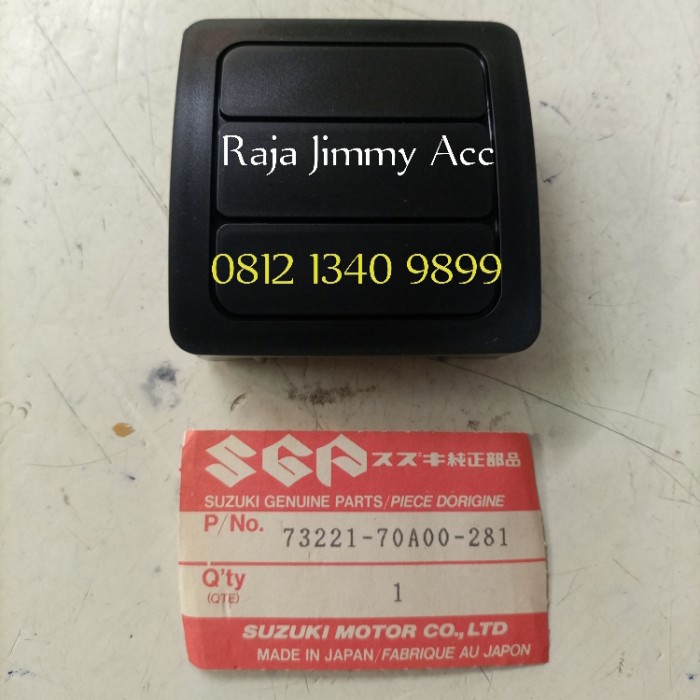 Raja Jimmy Acc
0812 1340 9899
SGP スズキ純正部品
SUZUKI GENUINE PARTS/PIECE DORIGINE
P/No. 73221-70A00-281
Q'ty 1
(QTE)
SUZUKI MOTOR CO., LTD
MADE IN JAPAN/FABRIQUE AU JAPON